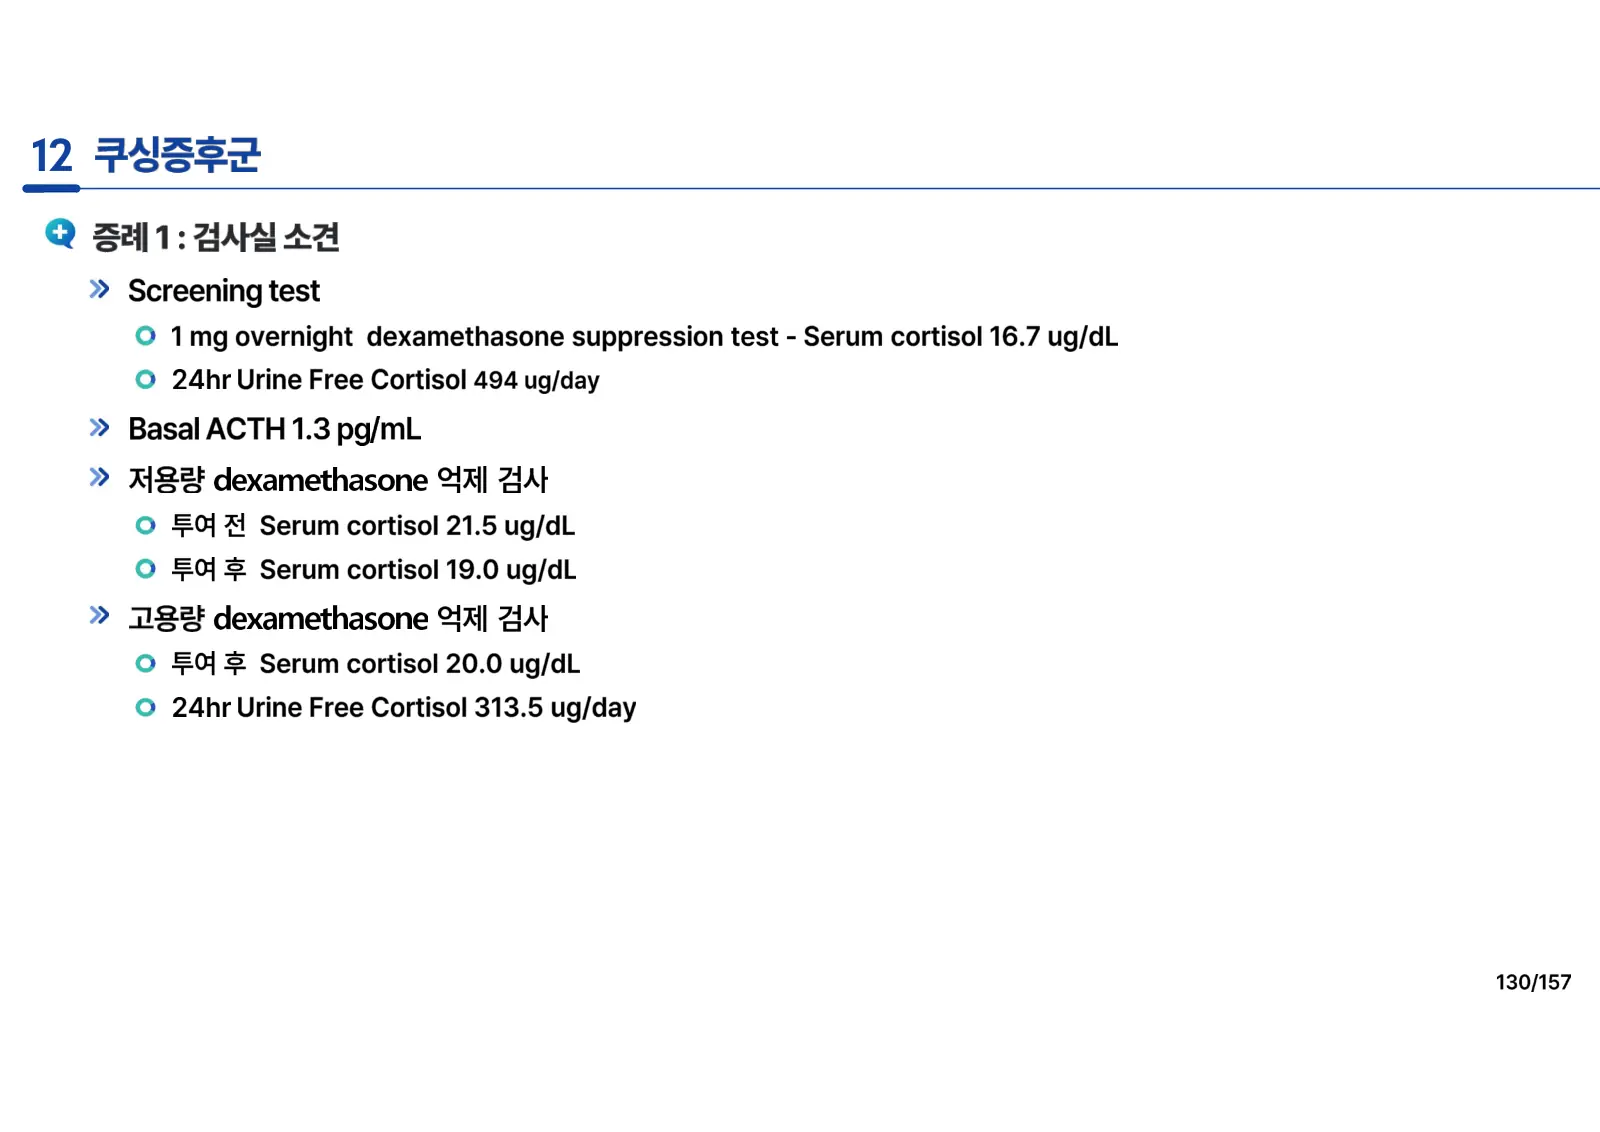 12 쿠싱증후군
증례 1 : 검사실 소견
Screening test
1 mg overnight dexamethasone suppression test - Serum cortisol 16.7 ug/dL
24hr Urine Free Cortisol 494 ug/day
Basal ACTH 1.3 pg/mL
저용량 dexamethasone 억제 검사
투여 전 Serum cortisol 21.5 ug/dL
투여 후 Serum cortisol 19.0 ug/dL
고용량 dexamethasone 억제 검사
투여 후 Serum cortisol 20.0 ug/dL
24hr Urine Free Cortisol 313.5 ug/day
130/157